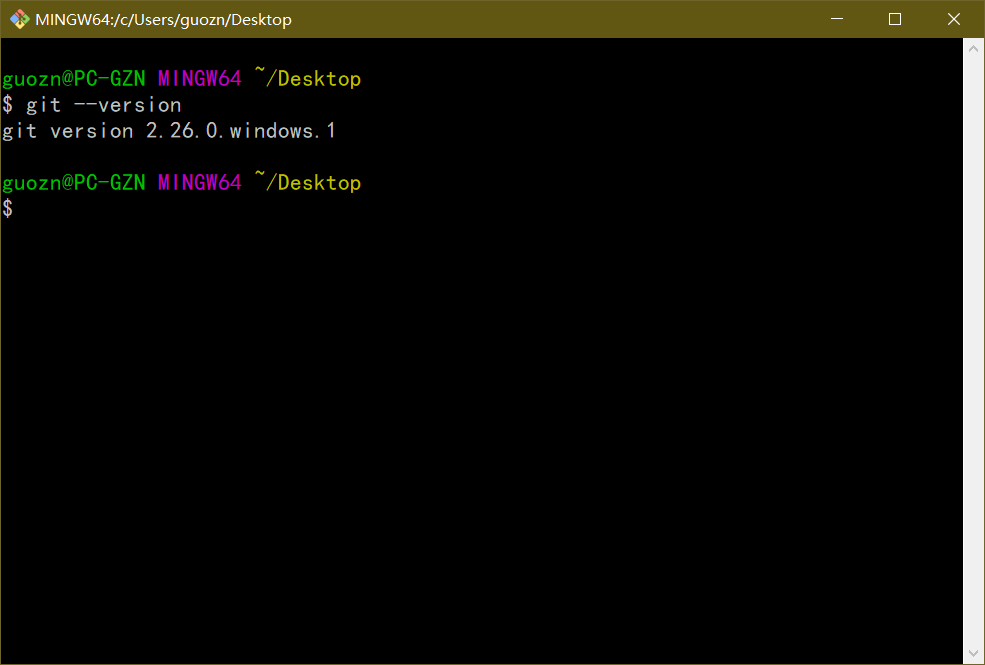 MINGW64:/c/Users/guozn/Desktop
guozn@PC-GZN MINGW64 ~/Desktop
$ git --version
git version 2.26.0.windows.1
guozn@PC-GZN MINGW64 ~/Desktop
$